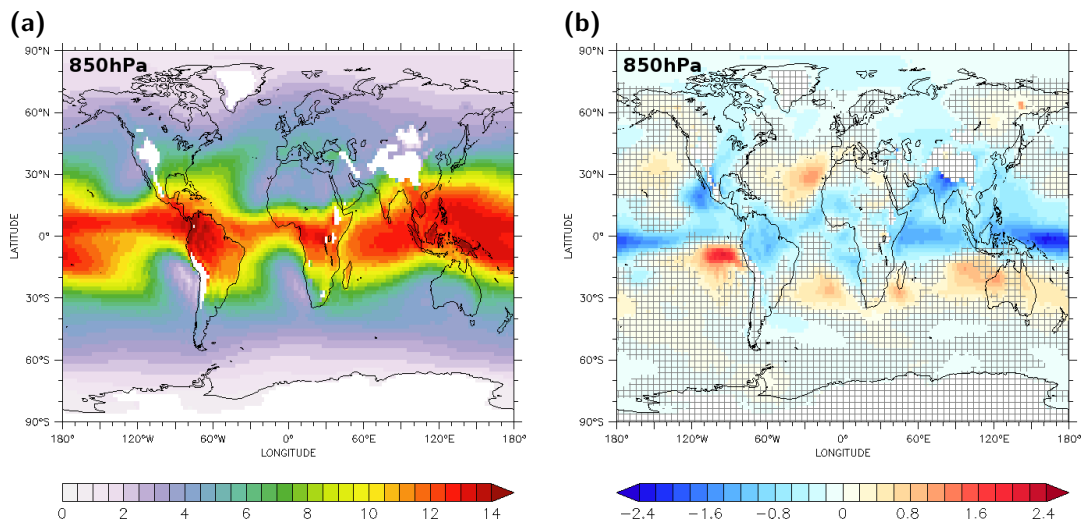 (a)
850hPa
90°N
60°N
30°N
0°
30°S
60°S
90°S
LATITUDE
180° 120°W 60°W 0° 60°E 120°E 180°
LONGITUDE
0 2 4 6 8 10 12 14
(b)
850hPa
90°N
60°N
30°N
0°
30°S
60°S
90°S
LATITUDE
180° 120°W 60°W 0° 60°E 120°E 180°
LONGITUDE
−2.4 −1.6 −0.8 0 0.8 1.6 2.4